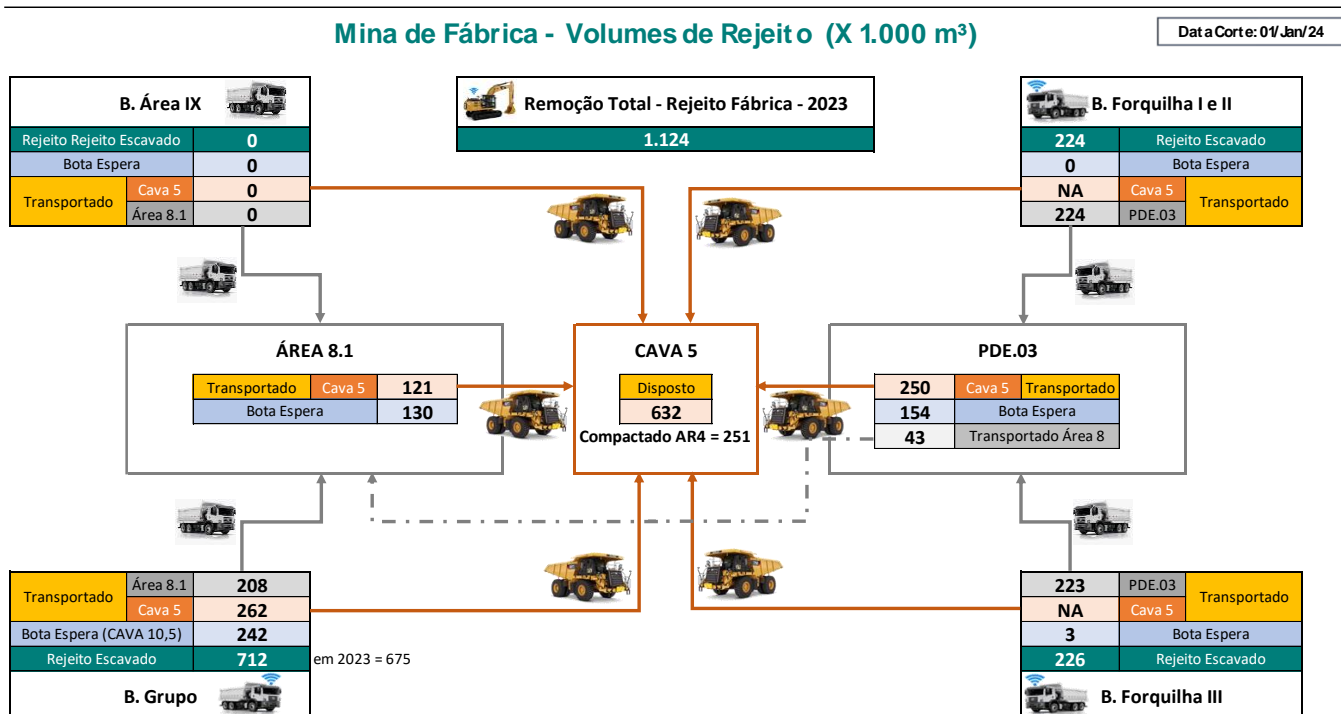 Mina de Fábrica - Volumes de Rejeito (X 1.000 m³)
Data Corte: 01/Jan/24
B. Área IX
Rejeito Rejeito Escavado 0
Bota Espera 0
Transportado Cava 5 0
Área 8.1 0
Remoção Total - Rejeito Fábrica - 2023
1.124
B. Forquilha I e II
224 Rejeito Escavado
0 Bota Espera
NA Cava 5 Transportado
224 PDE.03
ÁREA 8.1
Transportado Cava 5 121
Bota Espera 130
CAVA 5
Disposto
632
Compactado AR4 = 251
PDE.03
250 Cava 5 Transportado
154 Bota Espera
43 Transportado Área 8
Transportado Área 8.1 208
Cava 5 262
Bota Espera (CAVA 10,5) 242
Rejeito Escavado 712 em 2023 = 675
B. Grupo
223 PDE.03 Transportado
NA Cava 5
3 Bota Espera
226 Rejeito Escavado
B. Forquilha III